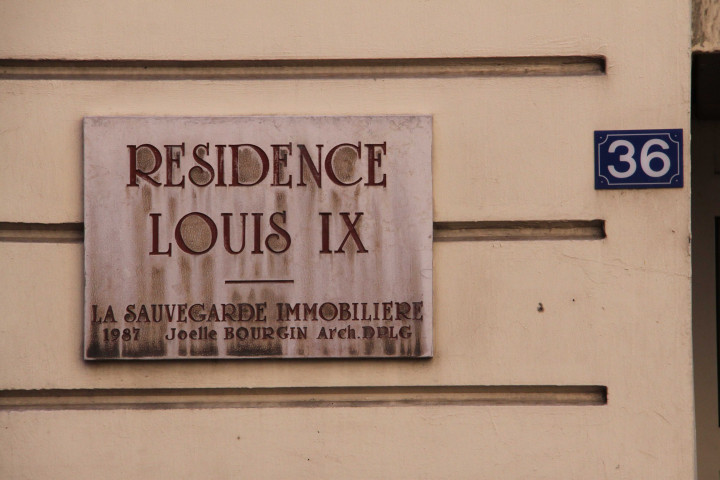 RESIDENCE
LOUIS IX
LA SAUVEGARDE IMMOBILIERE
1987 Joelle BOURGIN Arch. DPLG
36